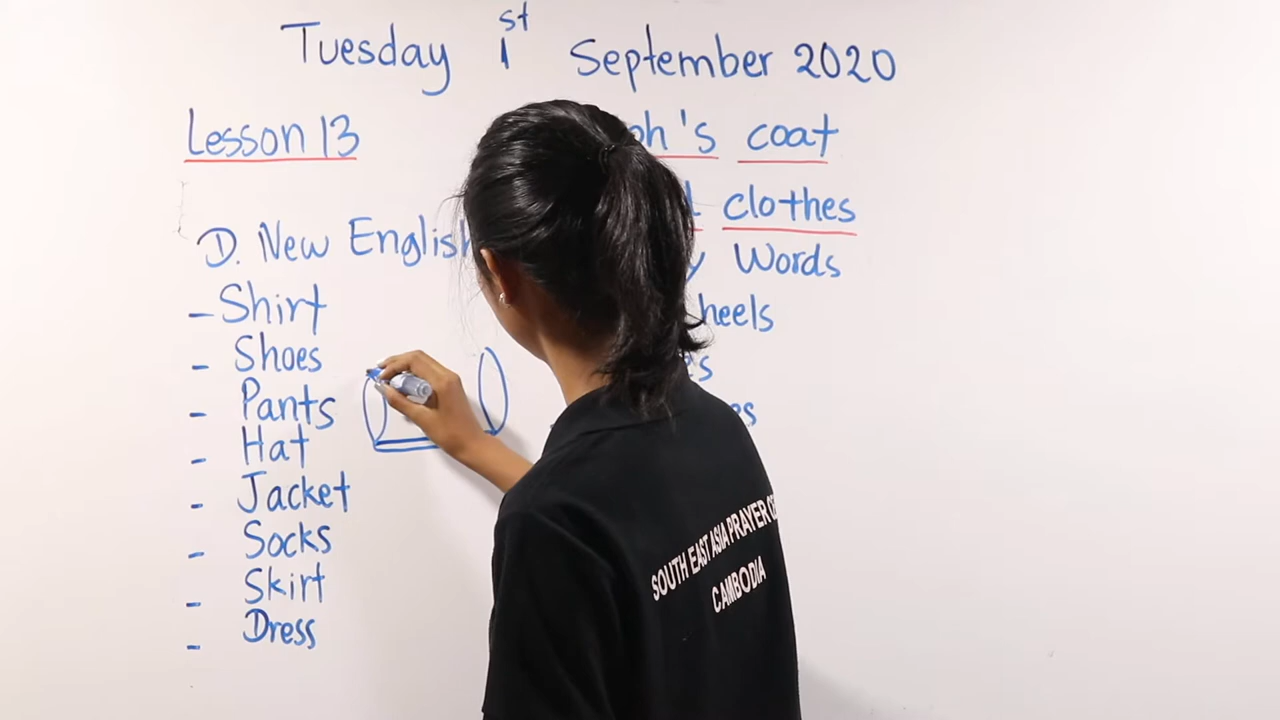 Tuesday 1st September 2020
Lesson 13
coat
clothes
D. New English
Words
- Shirt
heels
- Shoes
- Pants
- Hat
- Jacket
- Socks
- Skirt
- Dress
SOUTH EAST ASIA PRAYER
CAMBODIA